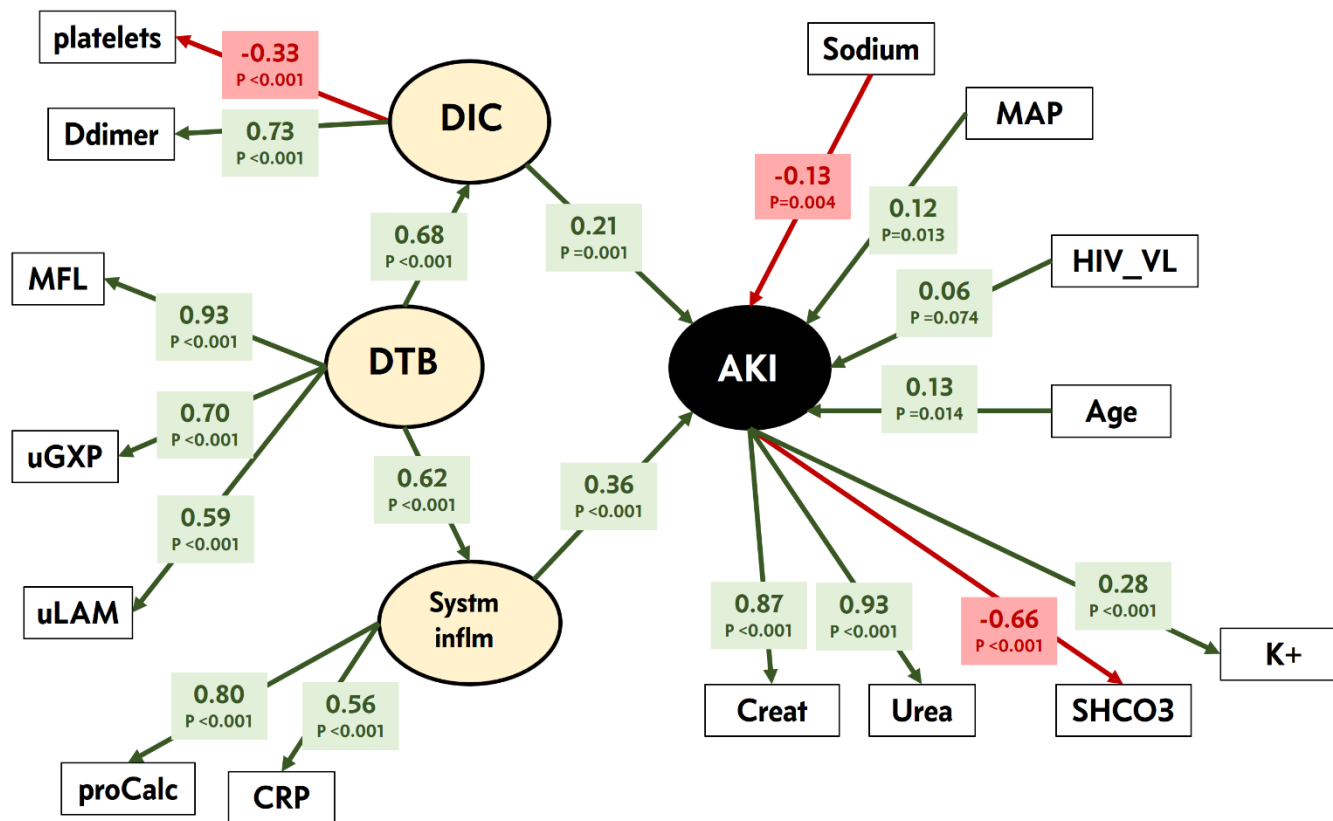 platelets
-0.33
P <0.001
Ddimer
0.73
P <0.001
DIC
Sodium
MAP
-0.13
P=0.004
0.12
P=0.013
0.68
P <0.001
0.21
P =0.001
MFL
0.93
P <0.001
HIV_VL
0.06
P =0.074
DTB
AKI
0.70
P <0.001
uGXP
0.13
P =0.014
Age
0.59
P <0.001
uLAM
0.62
P <0.001
0.36
P <0.001
Systm
inflm
0.87
P <0.001
0.93
P <0.001
-0.66
P <0.001
0.28
P <0.001
K+
0.80
P <0.001
0.56
P <0.001
Creat
Urea
SHCO3
proCalc
CRP